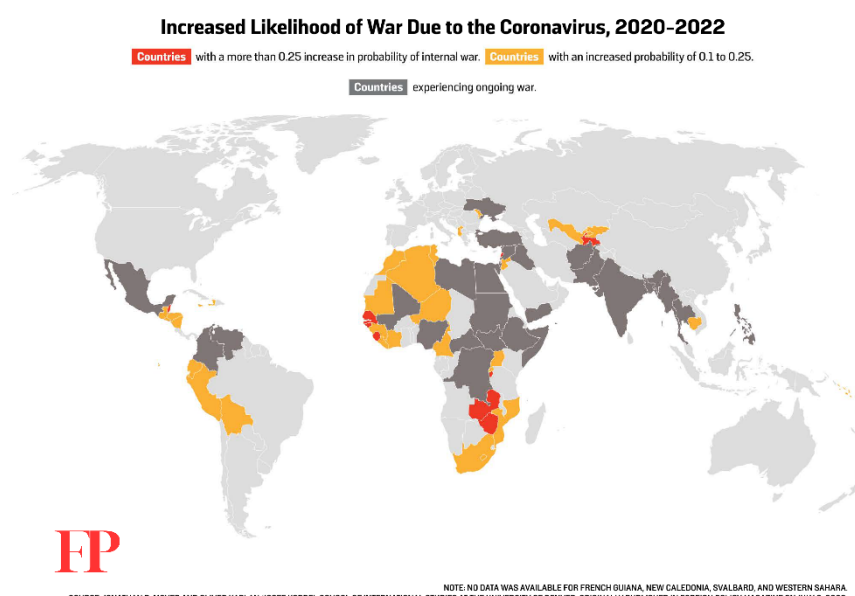 Increased Likelihood of War Due to the Coronavirus, 2020–2022
Countries with a more than 0.25 increase in probability of internal war. Countries with an increased probability of 0.1 to 0.25.
Countries experiencing ongoing war.
FP
NOTE: NO DATA WAS AVAILABLE FOR FRENCH GUIANA, NEW CALEDONIA, SVALBARD, AND WESTERN SAHARA.